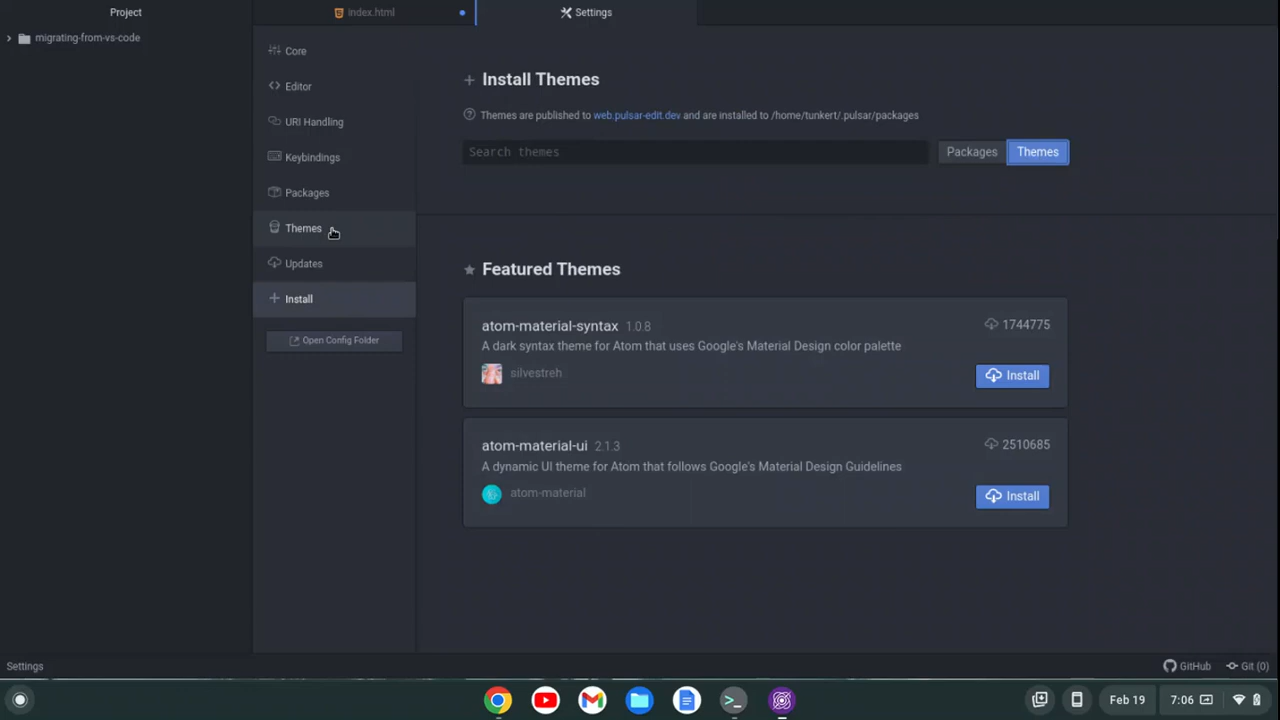 Project
index.html
Settings
migrating-from-vs-code
Core
Editor
URI Handling
Keybindings
Packages
Themes
Updates
Install
Open Config Folder
Install Themes
Themes are published to web.pulsar-edit.dev and are installed to /home/tunkert/.pulsar/packages
Search themes
Packages
Themes
Featured Themes
atom-material-syntax 1.0.8
1744775
A dark syntax theme for Atom that uses Google's Material Design color palette
silvestreh
Install
atom-material-ui 2.1.3
2510685
A dynamic UI theme for Atom that follows Google's Material Design Guidelines
atom-material
Install
Settings
GitHub
Git (0)
Feb 19
7:06